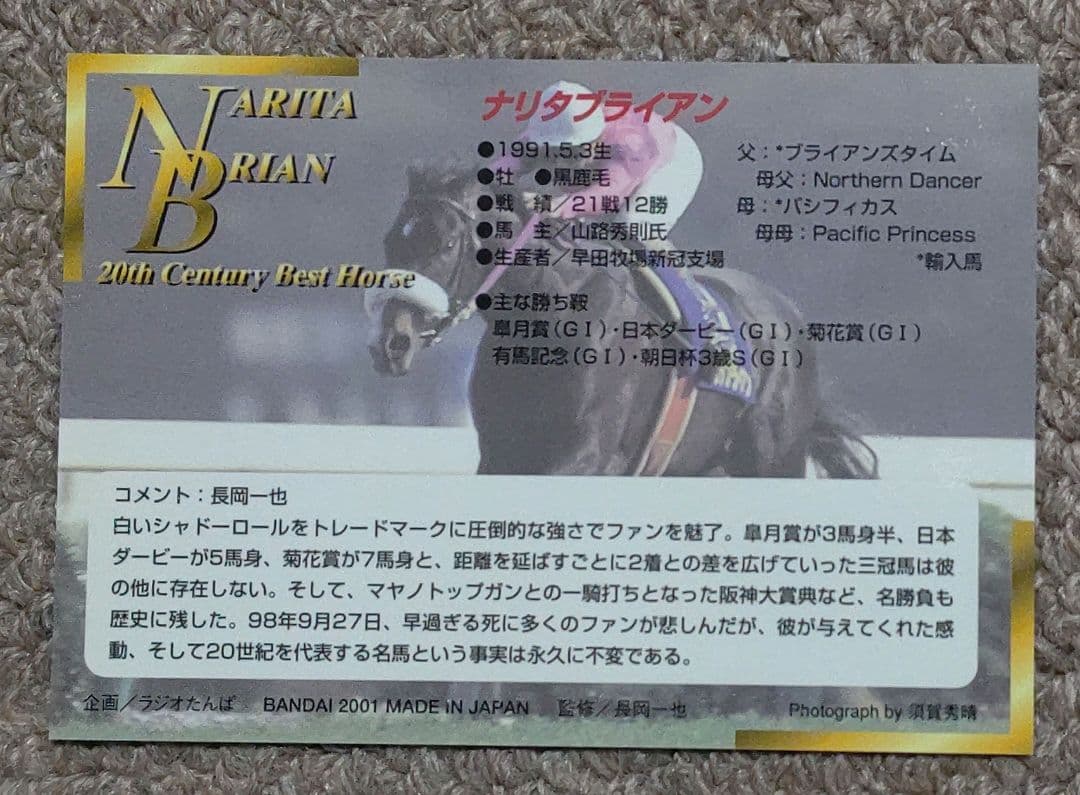 NARITA
BRIAN
20th Century Best Horse
ナリタブライアン
●1991.5.3生
●牡 ●黒鹿毛
●戦 績／21戦12勝
●馬 主／山路秀則氏
●生産者／早田牧場新冠支場
父：*ブライアンズタイム
母父：Northern Dancer
母：*パシフィカス
母母：Pacific Princess
*輸入馬
●主な勝ち鞍
皐月賞（GⅠ）・日本ダービー（GⅠ）・菊花賞（GⅠ）
有馬記念（GⅠ）・朝日杯3歳S（GⅠ）
コメント：長岡一也
白いシャドーロールをトレードマークに圧倒的な強さでファンを魅了。皐月賞が3馬身半、日本
ダービーが5馬身、菊花賞が7馬身と、距離を延ばすごとに2着との差を広げていった三冠馬は彼
の他に存在しない。そして、マヤノトップガンとの一騎打ちとなった阪神大賞典など、名勝負も
歴史に残した。98年9月27日、早過ぎる死に多くのファンが悲しんだが、彼が与えてくれた感
動、そして20世紀を代表する名馬という事実は永久に不変である。
企画／ラジオたんぱ BANDAI 2001 MADE IN JAPAN 監修／長岡一也 Photograph by 須賀秀晴